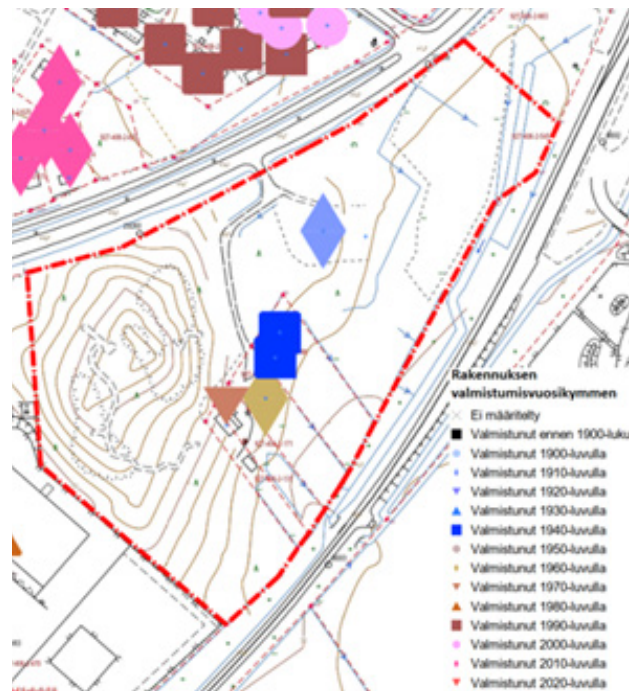 Rakennuksen
valmistumisvuosikymmen
Ei määritelty
Valmistunut ennen 1900-luku
Valmistunut 1900-luvulla
Valmistunut 1910-luvulla
Valmistunut 1920-luvulla
Valmistunut 1930-luvulla
Valmistunut 1940-luvulla
Valmistunut 1950-luvulla
Valmistunut 1960-luvulla
Valmistunut 1970-luvulla
Valmistunut 1980-luvulla
Valmistunut 1990-luvulla
Valmistunut 2000-luvulla
Valmistunut 2010-luvulla
Valmistunut 2020-luvulla